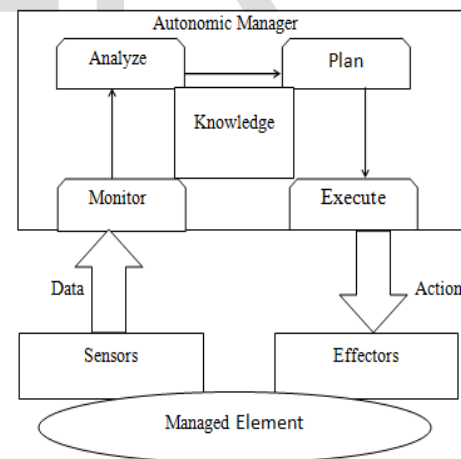 Autonomic Manager
Analyze
Plan
Knowledge
Monitor
Execute
Data
Action
Sensors
Effectors
Managed Element